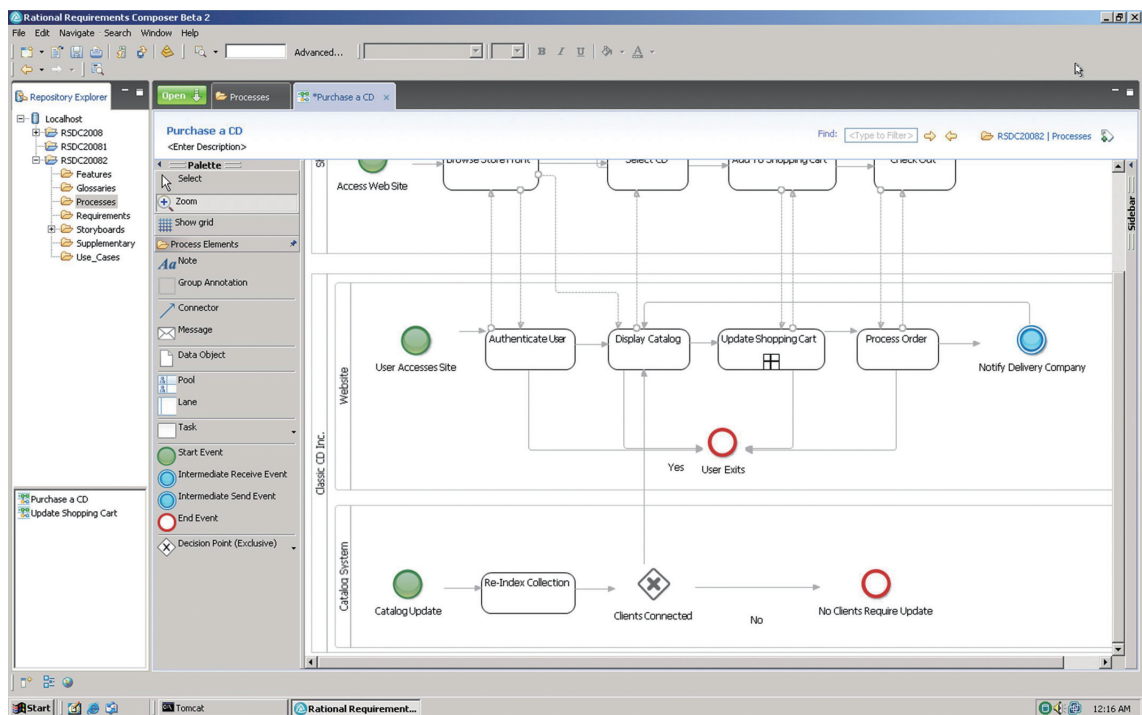 Rational Requirements Composer Beta 2
File Edit Navigate Search Window Help
Advanced...
B I U A
Repository Explorer
Open
Processes
*Purchase a CD
Localhost
RSDC2008
RSDC20081
RSDC20082
Features
Glossaries
Processes
Requirements
Storyboards
Supplementary
Use_Cases
Purchase a CD
<Enter Description>
Find: <Type to Filter>
RSDC20082 | Processes
Palette
Select
Zoom
Show grid
Process Elements
Aa Note
Group Annotation
Connector
Message
Data Object
Pool
Lane
Task
Start Event
Intermediate Receive Event
Intermediate Send Event
End Event
Decision Point (Exclusive)
Access Web Site
Browse Store Front
Select CD
Add To Shopping Cart
Check Out
Sidebar
Classic CD Inc.
Website
User Accesses Site
Authenticate User
Display Catalog
Update Shopping Cart
Process Order
Notify Delivery Company
Yes
User Exits
Catalog System
Catalog Update
Re-Index Collection
Clients Connected
No
No Clients Require Update
Purchase a CD
Update Shopping Cart
Start
Tomcat
Rational Requirement...
12:16 AM